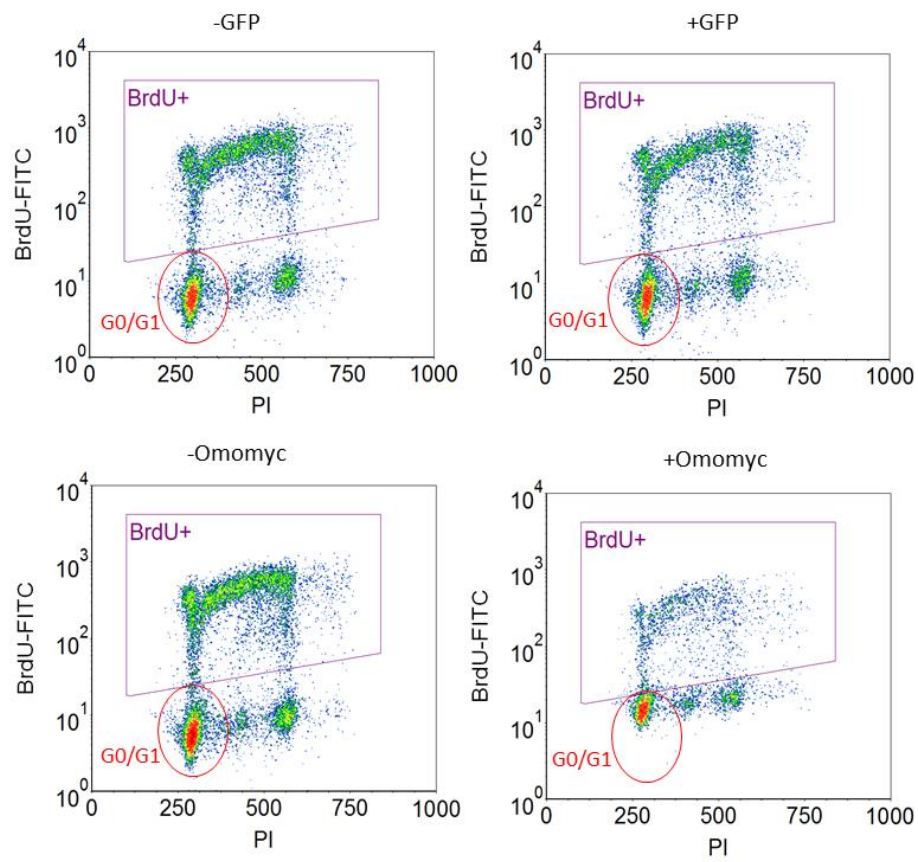 -GFP
+GFP
10^4
10^3
10^2
10^1
10^0
BrdU-FITC
BrdU+
G0/G1
0
250
500
750
1000
PI
10^4
10^3
10^2
10^1
10^0
BrdU-FITC
BrdU+
G0/G1
0
250
500
750
1000
PI
-Omomyc
+Omomyc
10^4
10^3
10^2
10^1
10^0
BrdU-FITC
BrdU+
G0/G1
0
250
500
750
1000
PI
10^4
10^3
10^2
10^1
10^0
BrdU-FITC
BrdU+
G0/G1
0
250
500
750
1000
PI